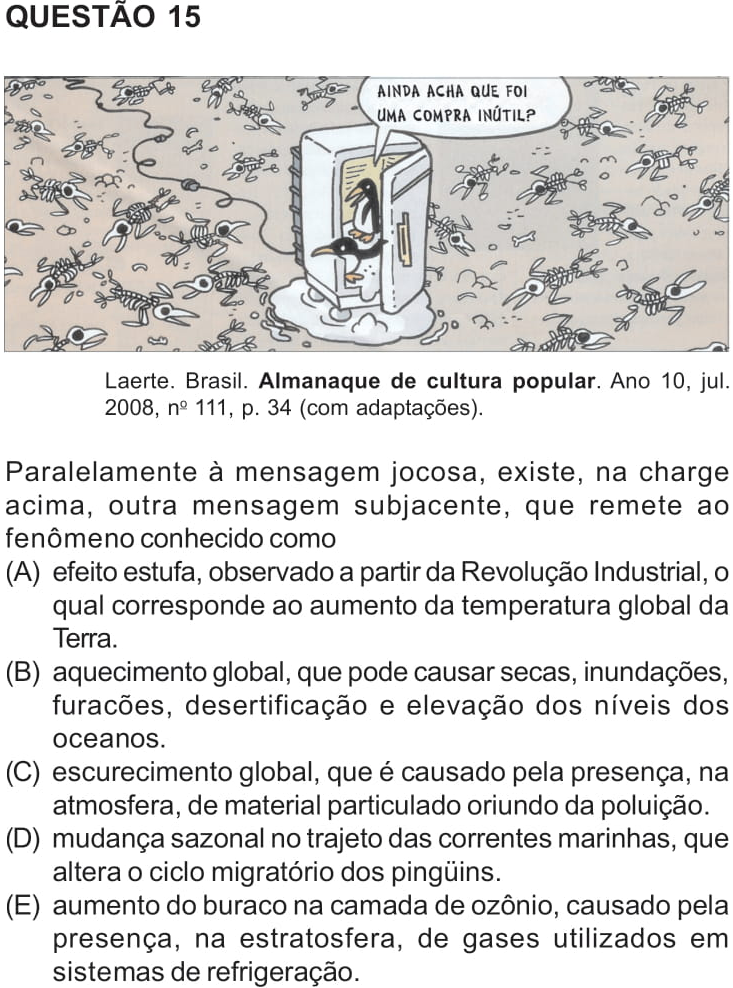 QUESTÃO 15
AINDA ACHA QUE FOI
UMA COMPRA INÚTIL?
Laerte. Brasil. Almanaque de cultura popular. Ano 10, jul.
2008, nº 111, p. 34 (com adaptações).
Paralelamente à mensagem jocosa, existe, na charge
acima, outra mensagem subjacente, que remete ao
fenômeno conhecido como
(A) efeito estufa, observado a partir da Revolução Industrial, o
qual corresponde ao aumento da temperatura global da
Terra.
(B) aquecimento global, que pode causar secas, inundações,
furacões, desertificação e elevação dos níveis dos
oceanos.
(C) escurecimento global, que é causado pela presença, na
atmosfera, de material particulado oriundo da poluição.
(D) mudança sazonal no trajeto das correntes marinhas, que
altera o ciclo migratório dos pingüins.
(E) aumento do buraco na camada de ozônio, causado pela
presença, na estratosfera, de gases utilizados em
sistemas de refrigeração.